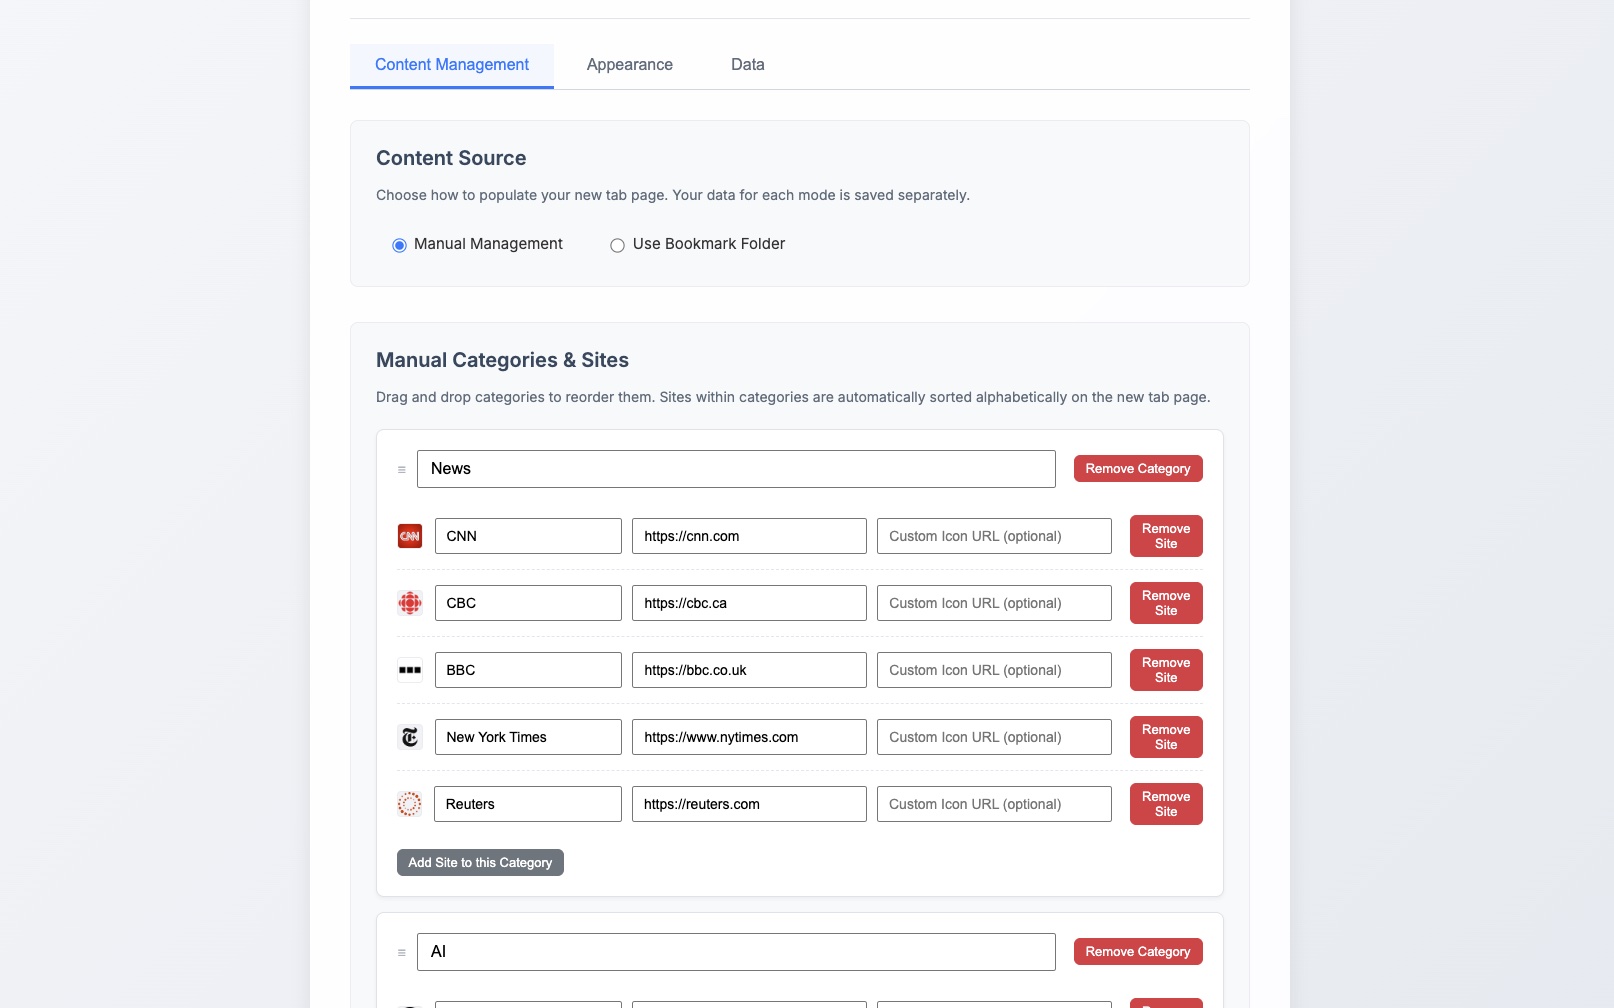 Content Management Appearance Data
Content Source
Choose how to populate your new tab page. Your data for each mode is saved separately.
Manual Management Use Bookmark Folder
Manual Categories & Sites
Drag and drop categories to reorder them. Sites within categories are automatically sorted alphabetically on the new tab page.
News Remove Category
CNN CNN https://cnn.com Custom Icon URL (optional) Remove Site
CBC https://cbc.ca Custom Icon URL (optional) Remove Site
BBC https://bbc.co.uk Custom Icon URL (optional) Remove Site
T New York Times https://www.nytimes.com Custom Icon URL (optional) Remove Site
Reuters https://reuters.com Custom Icon URL (optional) Remove Site
Add Site to this Category
AI Remove Category